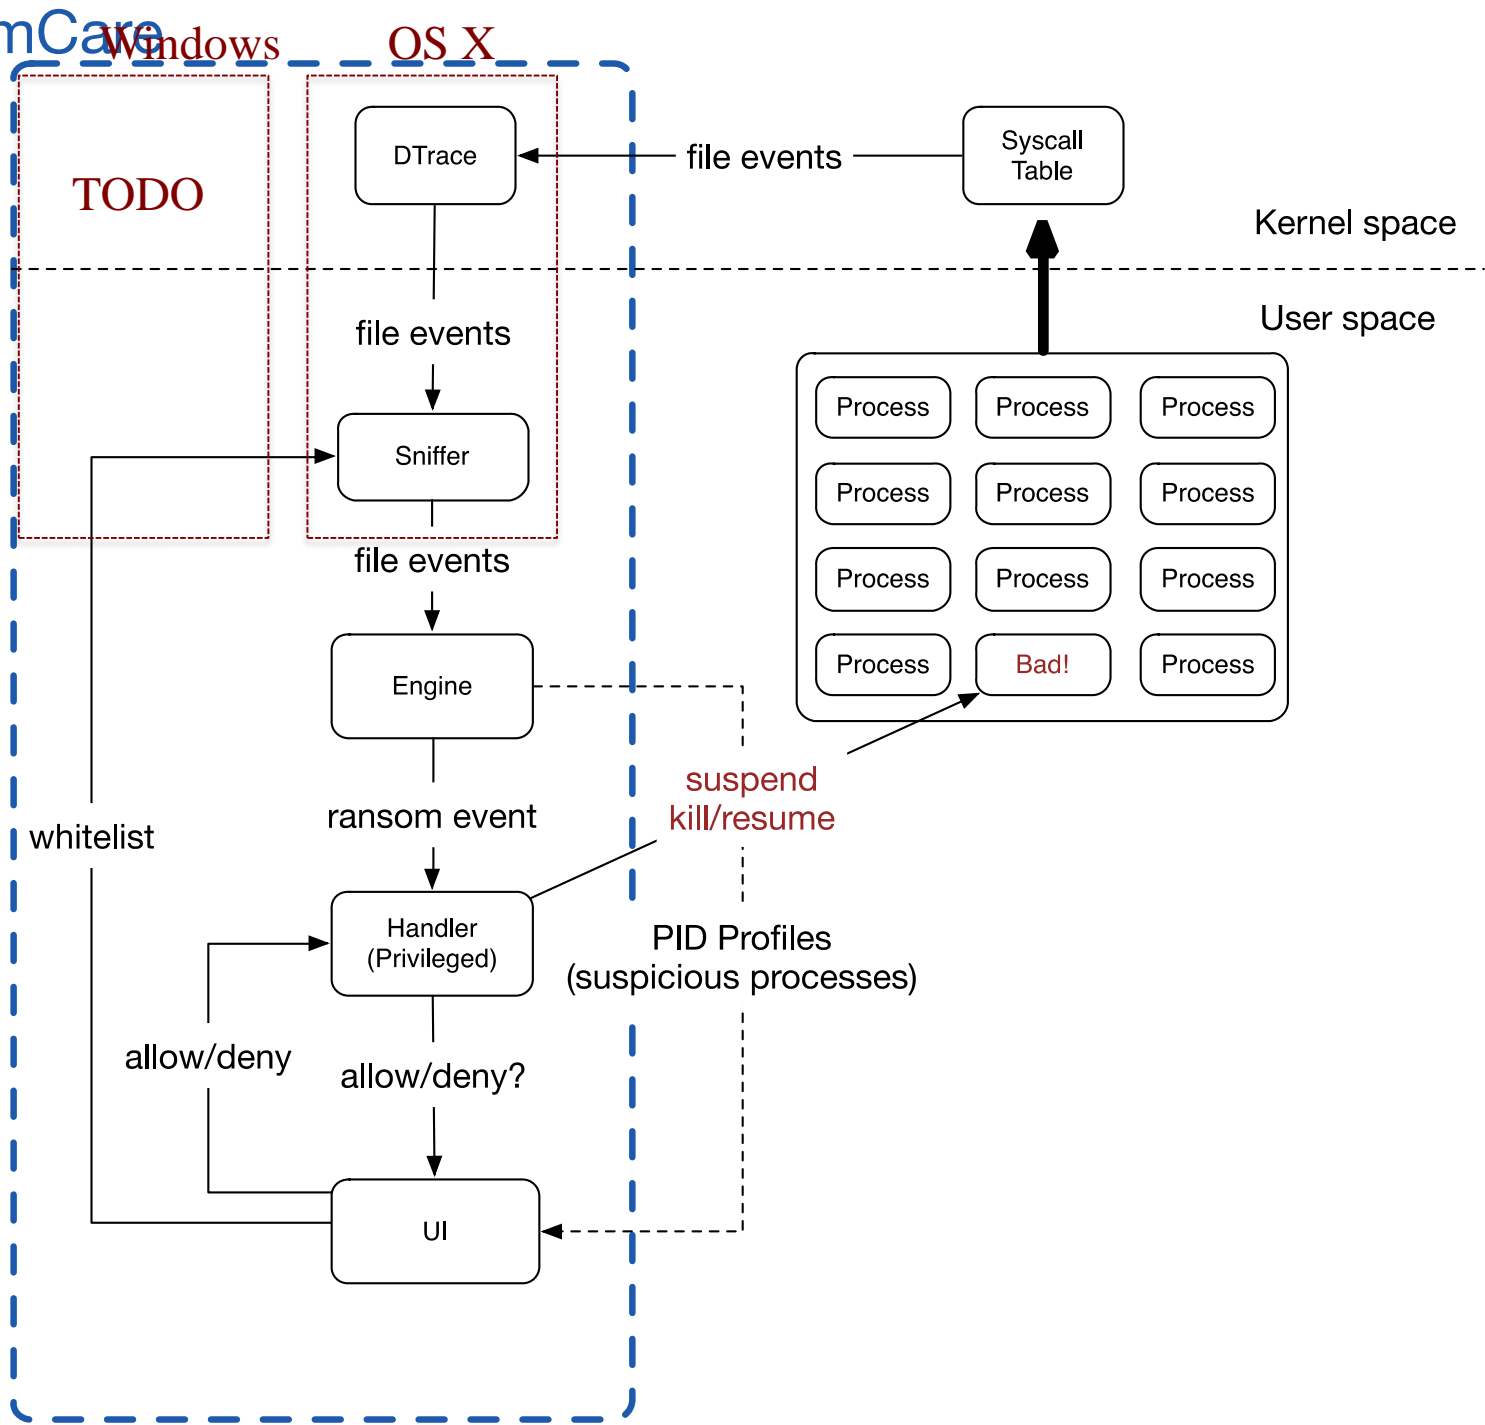 mCare
Windows
OS X
TODO
DTrace
file events
Syscall
Table
Kernel space
User space
file events
Sniffer
file events
Process
Process
Process
Process
Process
Process
Process
Process
Process
Process
Bad!
Process
Engine
suspend
kill/resume
ransom event
whitelist
Handler
(Privileged)
PID Profiles
(suspicious processes)
allow/deny
allow/deny?
UI